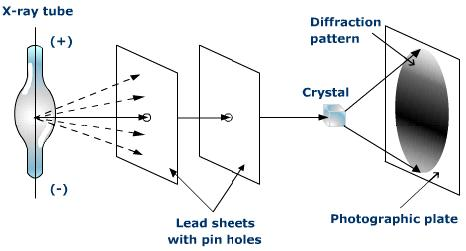 X-ray tube
(+)
(-)
Lead sheets
with pin holes
Crystal
Diffraction
pattern
Photographic plate